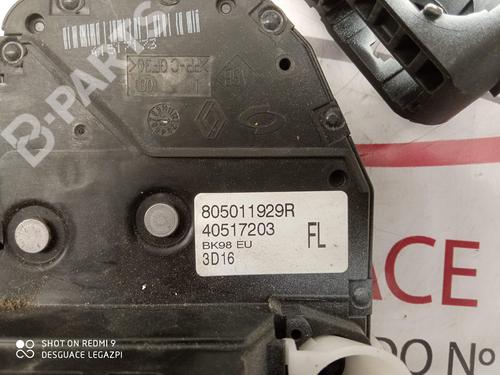 B-PARTS
805011929R
40517203
BK98 EU
3D16
FL
ACE
DO Nº
SHOT ON REDMI 9
DESGUACE LEGAZPI